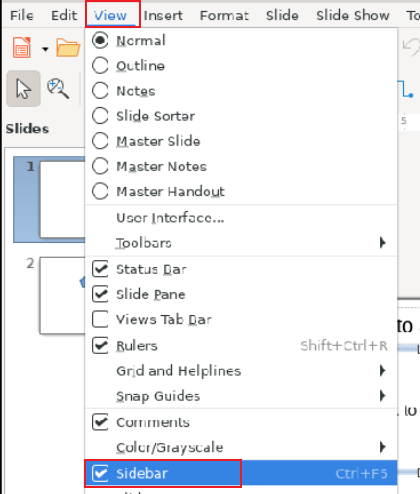 File Edit View Insert Format Slide Slide Show To
Normal
Outline
Notes
Slide Sorter
5
Slides
Master Slide
1
Master Notes
Master Handout
User Interface...
Toolbars
2
Status Bar
Slide Pane
Views Tab Bar
to
Rulers Shift+Ctrl+R
Grid and Helplines
Snap Guides
to
Comments
Color/Grayscale
Sidebar Ctrl+F5